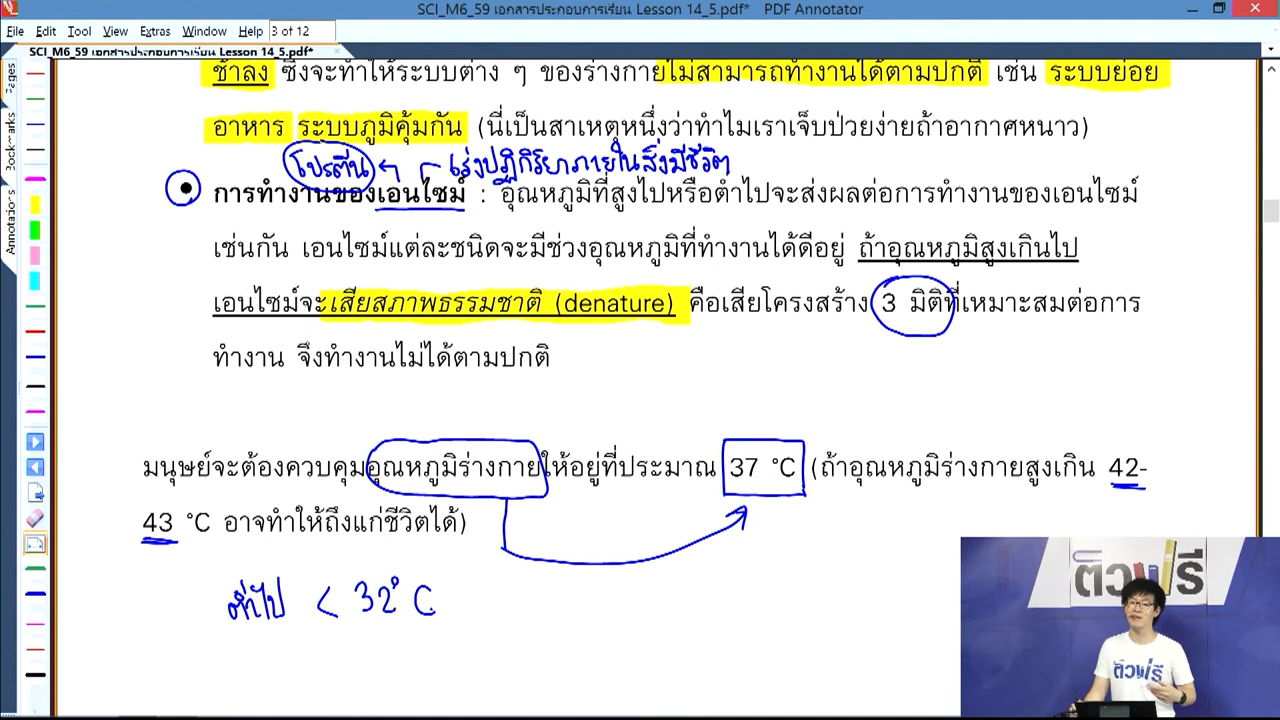 SCI_M6_59 เอกสารประกอบการเรียน Lesson 14_5.pdf* PDF Annotator
File Edit Tool View Extras Window Help 3 of 12
SCI_M6_59 เอกสารประกอบการเรียน Lesson 14_5.pdf*
Pages
Bookmarks
Annotations
ช้าลง ซึ่งจะทำให้ระบบต่าง ๆ ของร่างกายไม่สามารถทำงานได้ตามปกติ เช่น ระบบย่อย
อาหาร ระบบภูมิคุ้มกัน (นี่เป็นสาเหตุหนึ่งว่าทำไมเราเจ็บป่วยง่ายถ้าอากาศหนาว)
โปรตีน เร่งปฏิกิริยาภายในสิ่งมีชีวิต
• การทำงานของเอนไซม์ : อุณหภูมิที่สูงไปหรือต่ำไปจะส่งผลต่อการทำงานของเอนไซม์
เช่นกัน เอนไซม์แต่ละชนิดจะมีช่วงอุณหภูมิที่ทำงานได้ดีอยู่ ถ้าอุณหภูมิสูงเกินไป
เอนไซม์จะเสียสภาพธรรมชาติ (denature) คือเสียโครงสร้าง 3 มิติที่เหมาะสมต่อการ
ทำงาน จึงทำงานไม่ได้ตามปกติ
มนุษย์จะต้องควบคุมอุณหภูมิร่างกายให้อยู่ที่ประมาณ 37 °C (ถ้าอุณหภูมิร่างกายสูงเกิน 42-
43 °C อาจทำให้ถึงแก่ชีวิตได้)
ต่ำไป < 32° C
ติวฟรี
ติวฟรี